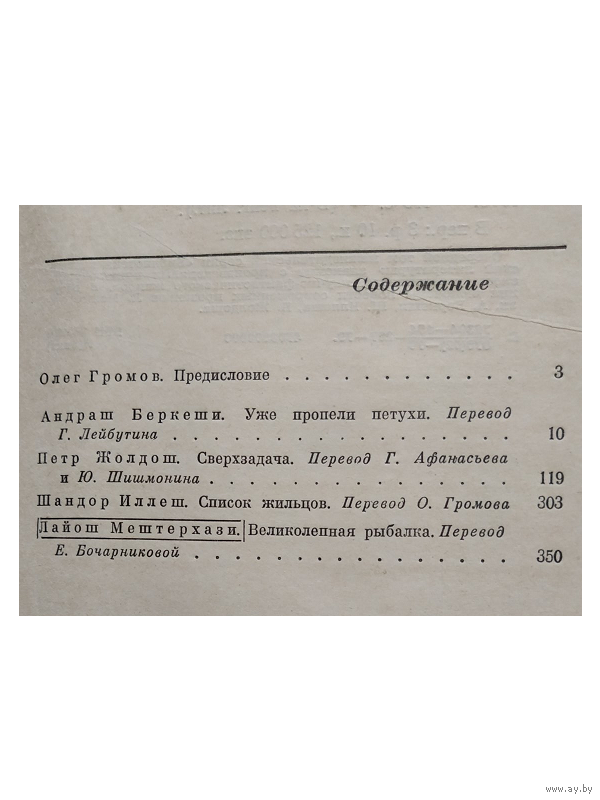 Содержание
Олег Громов. Предисловие . . . . . . . . . . . . 3
Андраш Беркеши. Уже пропели петухи. Перевод
Г. Лейбутина . . . . . . . . . . . . . . . . 10
Петр Жолдош. Сверхзадача. Перевод Г. Афанасьева
и Ю. Шишмонина . . . . . . . . . . . . . . . 119
Шандор Иллеш. Список жильцов. Перевод О. Громова 303
Лайош Мештерхази. Великолепная рыбалка. Перевод
Е. Бочарниковой . . . . . . . . . . . . . . . 350
www.ay.by